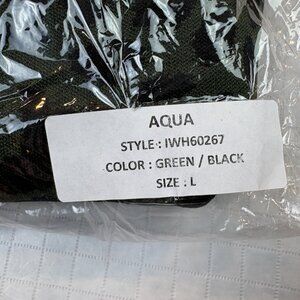 AQUA
STYLE : IWH60267
COLOR : GREEN / BLACK
SIZE : L